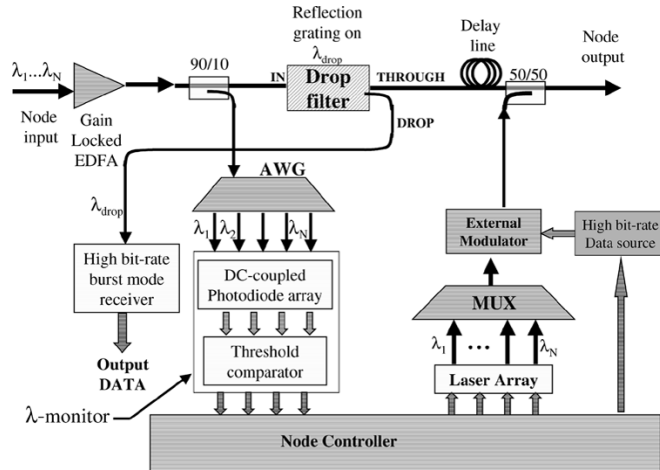 Reflection
grating on
λdrop
Delay
line
Node
output
λ1...λN
90/10
IN
Drop
filter
THROUGH
50/50
Node
input
Gain
Locked
EDFA
DROP
AWG
λdrop
λ1 λ2 λN
External
Modulator
High bit-rate
Data source
High bit-rate
burst mode
receiver
DC-coupled
Photodiode array
MUX
Output
DATA
Threshold
comparator
λ1 ... λN
Laser Array
λ-monitor
Node Controller